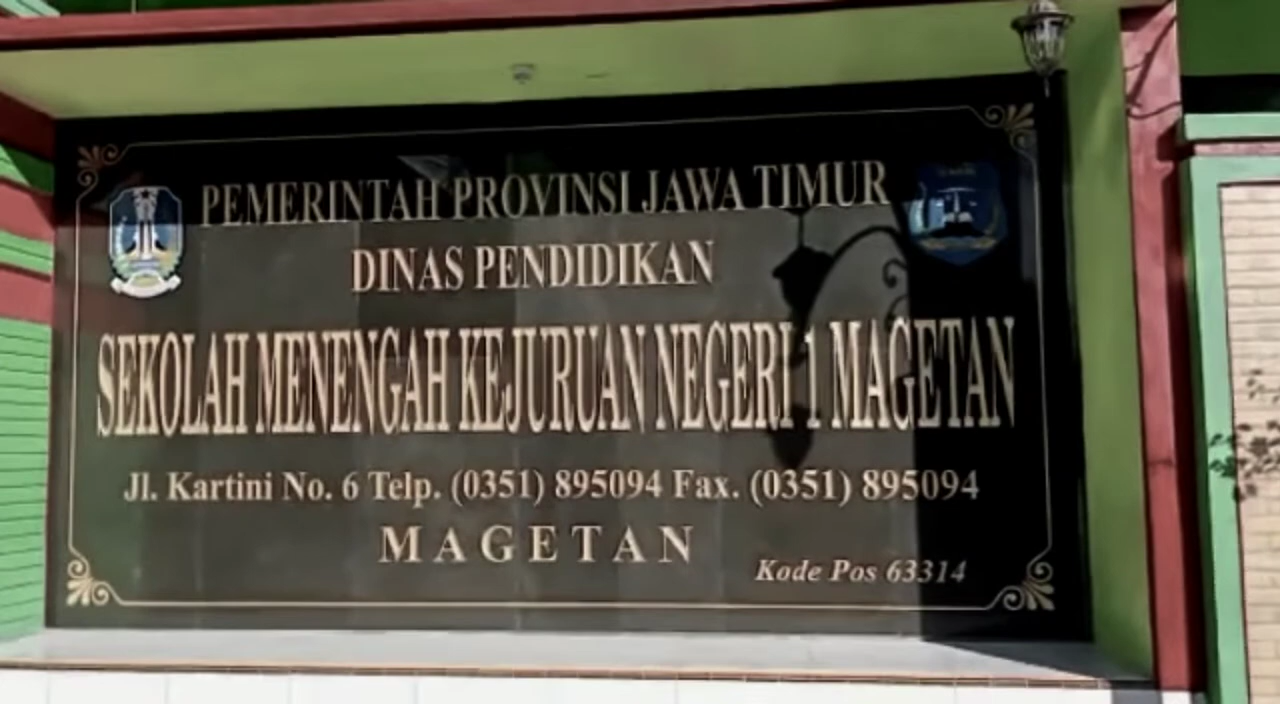 PEMERINTAH PROVINSI JAWA TIMUR
DINAS PENDIDIKAN
SEKOLAH MENENGAH KEJURUAN NEGERI 1 MAGETAN
Jl. Kartini No. 6 Telp. (0351) 895094 Fax. (0351) 895094
MAGETAN
Kode Pos 63314